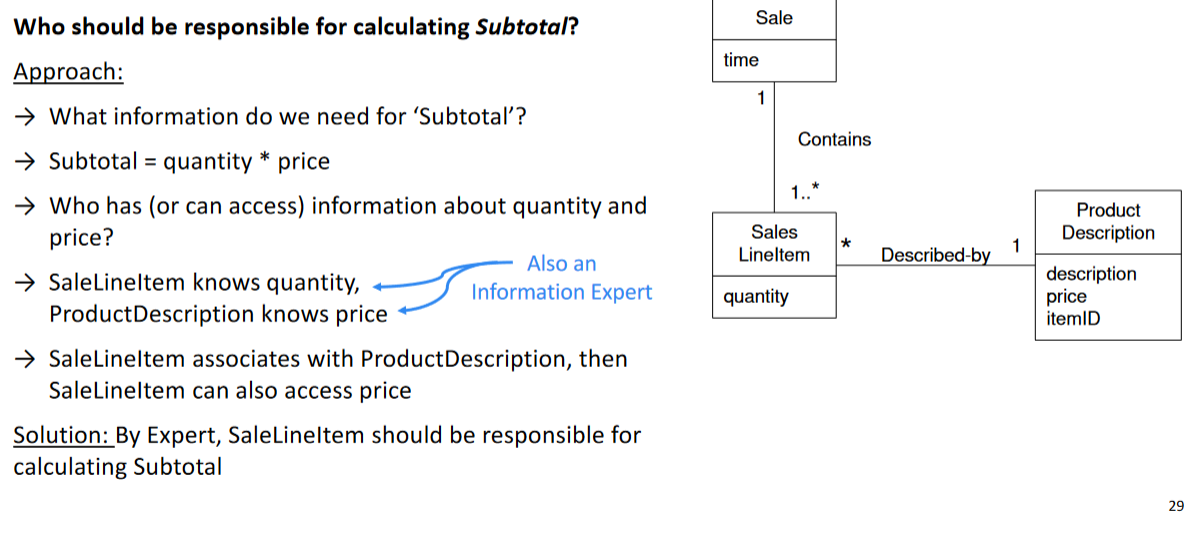 Who should be responsible for calculating Subtotal?
Approach:
→ What information do we need for ‘Subtotal’?
→ Subtotal = quantity * price
→ Who has (or can access) information about quantity and
price?
→ SaleLineItem knows quantity,
ProductDescription knows price
Also an
Information Expert
→ SaleLineItem associates with ProductDescription, then
SaleLineItem can also access price
Solution: By Expert, SaleLineItem should be responsible for
calculating Subtotal
Sale
time
1
Contains
1..*
Sales
LineItem
quantity
*
Described-by
1
Product
Description
description
price
itemID
29